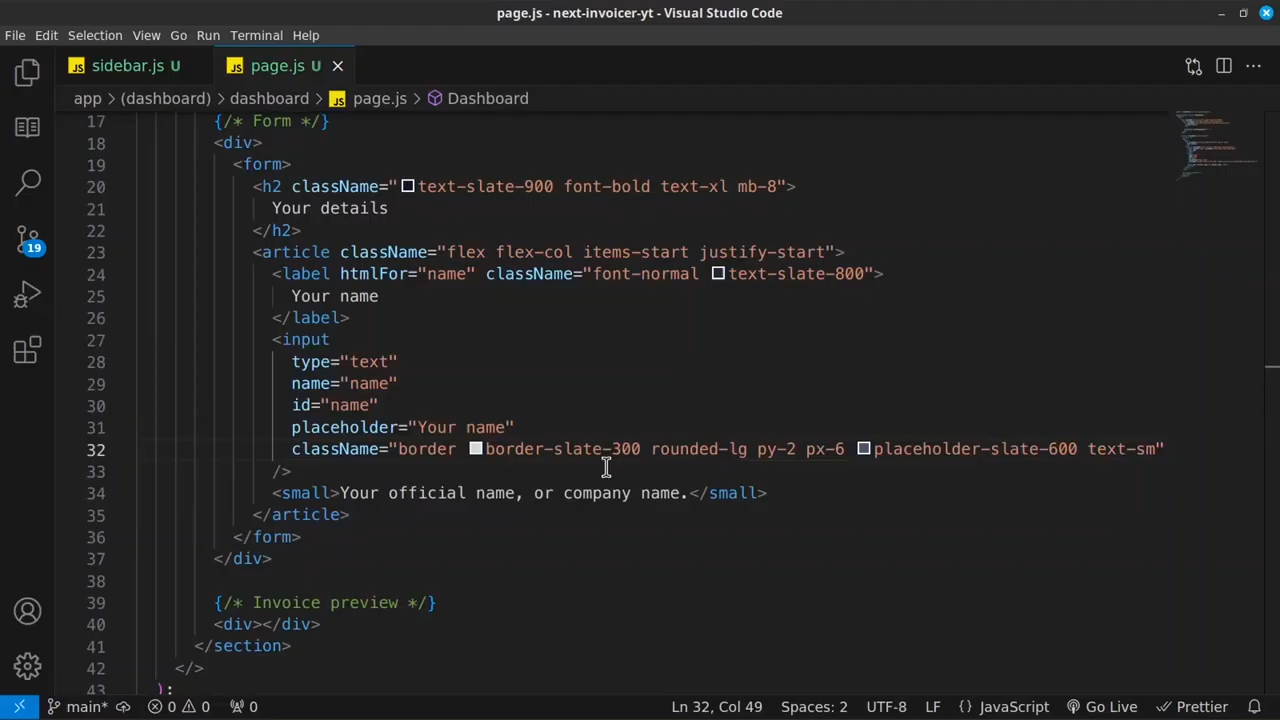 page.js - next-invoicer-yt - Visual Studio Code
File Edit Selection View Go Run Terminal Help
JS sidebar.js U JS page.js U
app > (dashboard) > dashboard > JS page.js > Dashboard
17 {/* Form */}
18 <div>
19 <form>
20 <h2 className="text-slate-900 font-bold text-xl mb-8">
21 Your details
22 </h2>
23 <article className="flex flex-col items-start justify-start">
24 <label htmlFor="name" className="font-normal text-slate-800">
25 Your name
26 </label>
27 <input
28 type="text"
29 name="name"
30 id="name"
31 placeholder="Your name"
32 className="border border-slate-300 rounded-lg py-2 px-6 placeholder-slate-600 text-sm"
33 />
34 <small>Your official name, or company name.</small>
35 </article>
36 </form>
37 </div>
38
39 {/* Invoice preview */}
40 <div></div>
41 </section>
42 </>
43 );
19
main* 0 0 0 Ln 32, Col 49 Spaces: 2 UTF-8 LF {} JavaScript Go Live Prettier